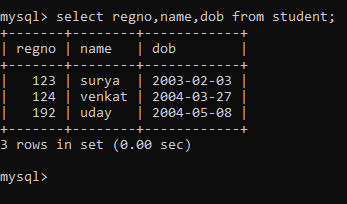 mysql> select regno,name,dob from student;
+-------+--------+------------+
| regno | name   | dob        |
+-------+--------+------------+
|   123 | surya  | 2003-02-03 |
|   124 | venkat | 2004-03-27 |
|   192 | uday   | 2004-05-08 |
+-------+--------+------------+
3 rows in set (0.00 sec)
mysql>